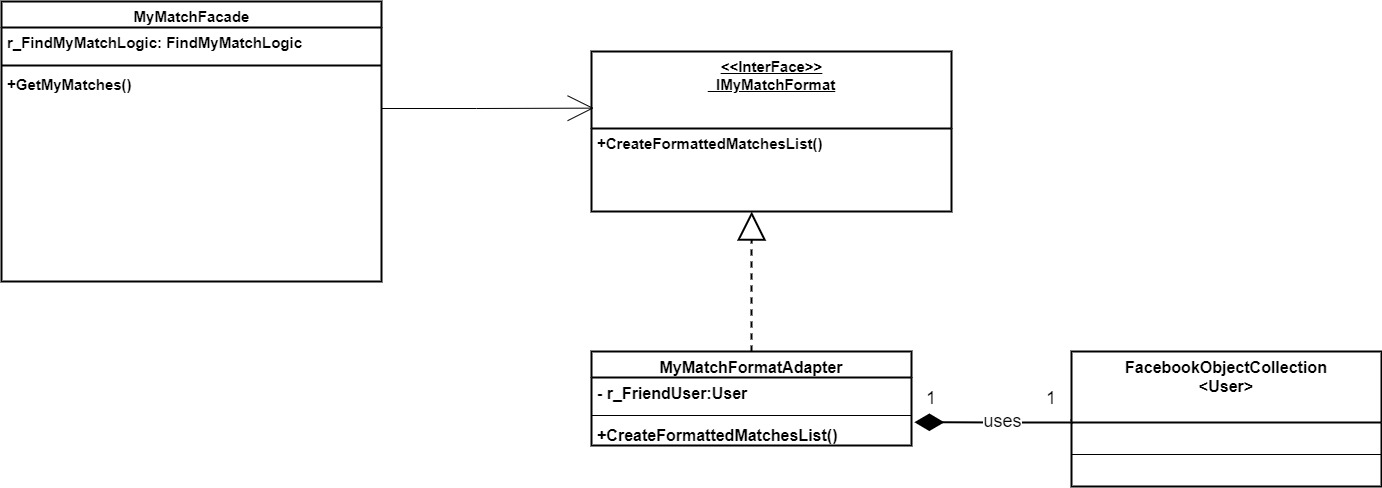 MyMatchFacade
r_FindMyMatchLogic: FindMyMatchLogic
+GetMyMatches()
<<InterFace>>
_IMyMatchFormat
+CreateFormattedMatchesList()
MyMatchFormatAdapter
- r_FriendUser:User
+CreateFormattedMatchesList()
1
uses
1
FacebookObjectCollection
<User>